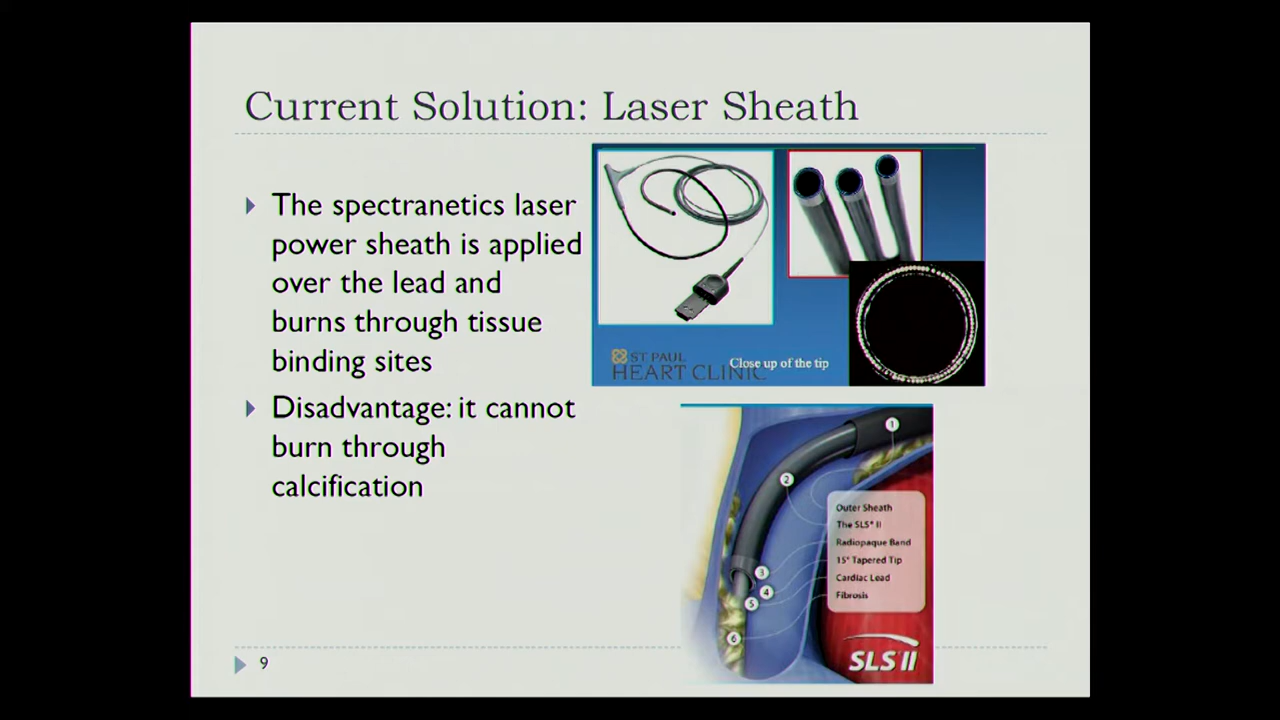 Current Solution: Laser Sheath
The spectranetics laser
power sheath is applied
over the lead and
burns through tissue
binding sites
Disadvantage: it cannot
burn through
calcification
ST. PAUL
HEART CLINIC
Close up of the tip
1
2
3
4
5
6
Outer Sheath
The SLS® II
Radiopaque Band
15° Tapered Tip
Cardiac Lead
Fibrosis
SLS II
9